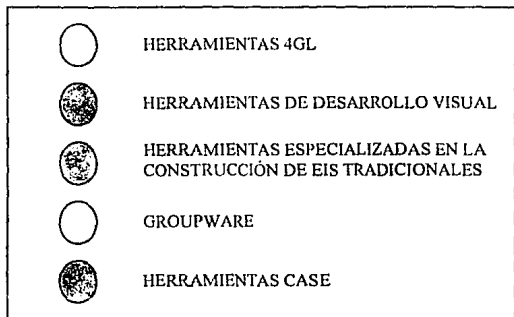 HERRAMIENTAS 4GL
HERRAMIENTAS DE DESARROLLO VISUAL
HERRAMIENTAS ESPECIALIZADAS EN LA
CONSTRUCCIÓN DE EIS TRADICIONALES
GROUPWARE
HERRAMIENTAS CASE